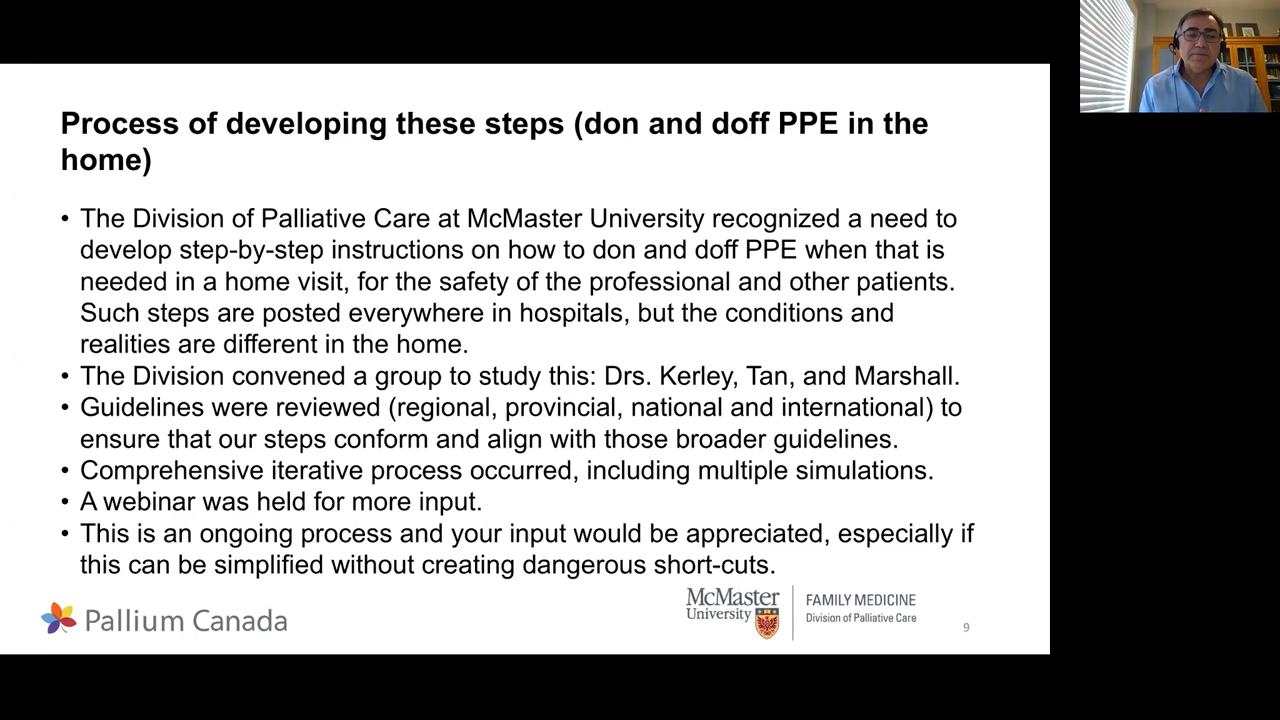 Process of developing these steps (don and doff PPE in the
home)
• The Division of Palliative Care at McMaster University recognized a need to
develop step-by-step instructions on how to don and doff PPE when that is
needed in a home visit, for the safety of the professional and other patients.
Such steps are posted everywhere in hospitals, but the conditions and
realities are different in the home.
• The Division convened a group to study this: Drs. Kerley, Tan, and Marshall.
• Guidelines were reviewed (regional, provincial, national and international) to
ensure that our steps conform and align with those broader guidelines.
• Comprehensive iterative process occurred, including multiple simulations.
• A webinar was held for more input.
• This is an ongoing process and your input would be appreciated, especially if
this can be simplified without creating dangerous short-cuts.
Pallium Canada
McMaster
University
FAMILY MEDICINE
Division of Palliative Care
9